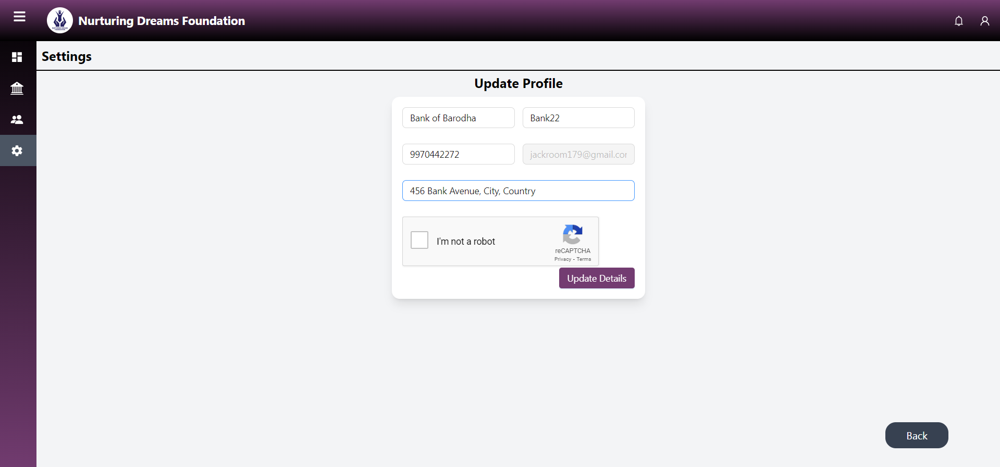 Nurturing Dreams Foundation
Settings
Update Profile
Bank of Barodha
Bank22
9970442272
jackroom179@gmail.cor
456 Bank Avenue, City, Country
I'm not a robot
reCAPTCHA
Privacy - Terms
Update Details
Back